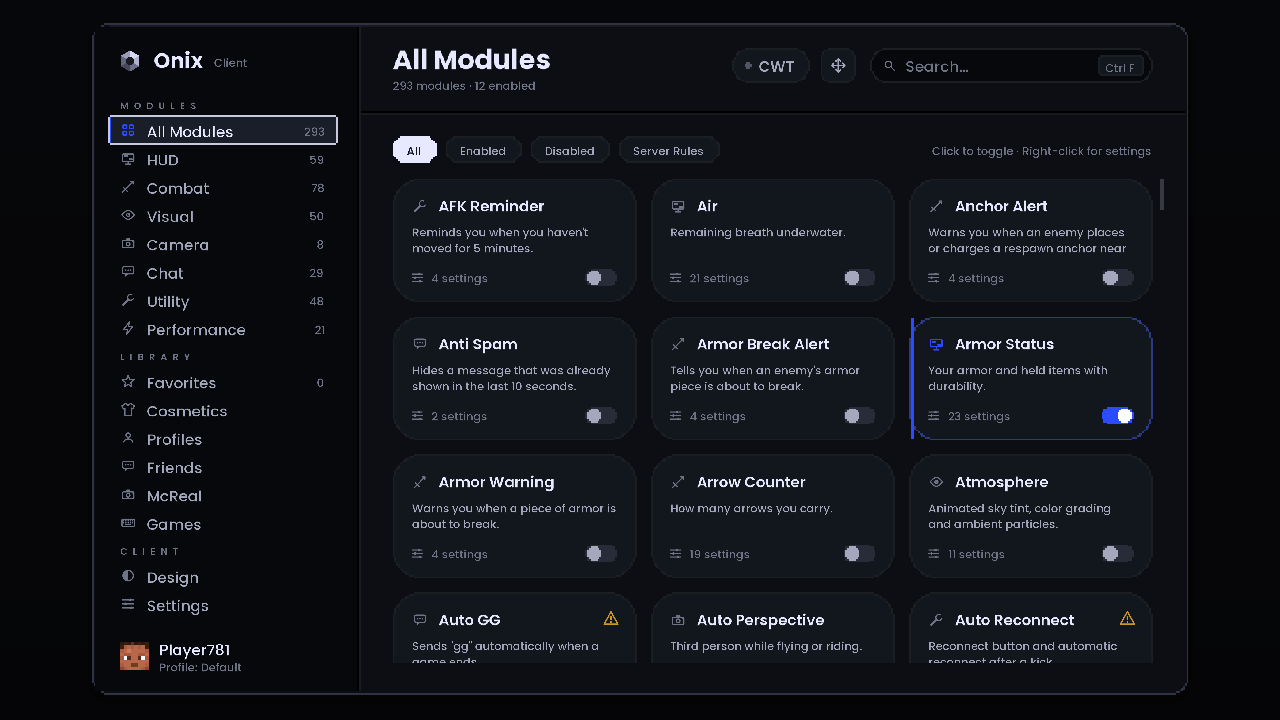 Onix Client
MODULES
All Modules 293
HUD 59
Combat 78
Visual 50
Camera 8
Chat 29
Utility 48
Performance 21
LIBRARY
Favorites 0
Cosmetics
Profiles
Friends
McReal
Games
CLIENT
Design
Settings
Player781
Profile: Default
All Modules
293 modules · 12 enabled
CWT
Search...
Ctrl F
All
Enabled
Disabled
Server Rules
Click to toggle · Right-click for settings
AFK Reminder
Reminds you when you haven't
moved for 5 minutes.
4 settings
Air
Remaining breath underwater.
21 settings
Anchor Alert
Warns you when an enemy places
or charges a respawn anchor near
4 settings
Anti Spam
Hides a message that was already
shown in the last 10 seconds.
2 settings
Armor Break Alert
Tells you when an enemy's armor
piece is about to break.
4 settings
Armor Status
Your armor and held items with
durability.
23 settings
Armor Warning
Warns you when a piece of armor is
about to break.
4 settings
Arrow Counter
How many arrows you carry.
19 settings
Atmosphere
Animated sky tint, color grading
and ambient particles.
11 settings
Auto GG
Sends 'gg' automatically when a
game ends.
Auto Perspective
Third person while flying or riding.
Auto Reconnect
Reconnect button and automatic
reconnect after a kick.